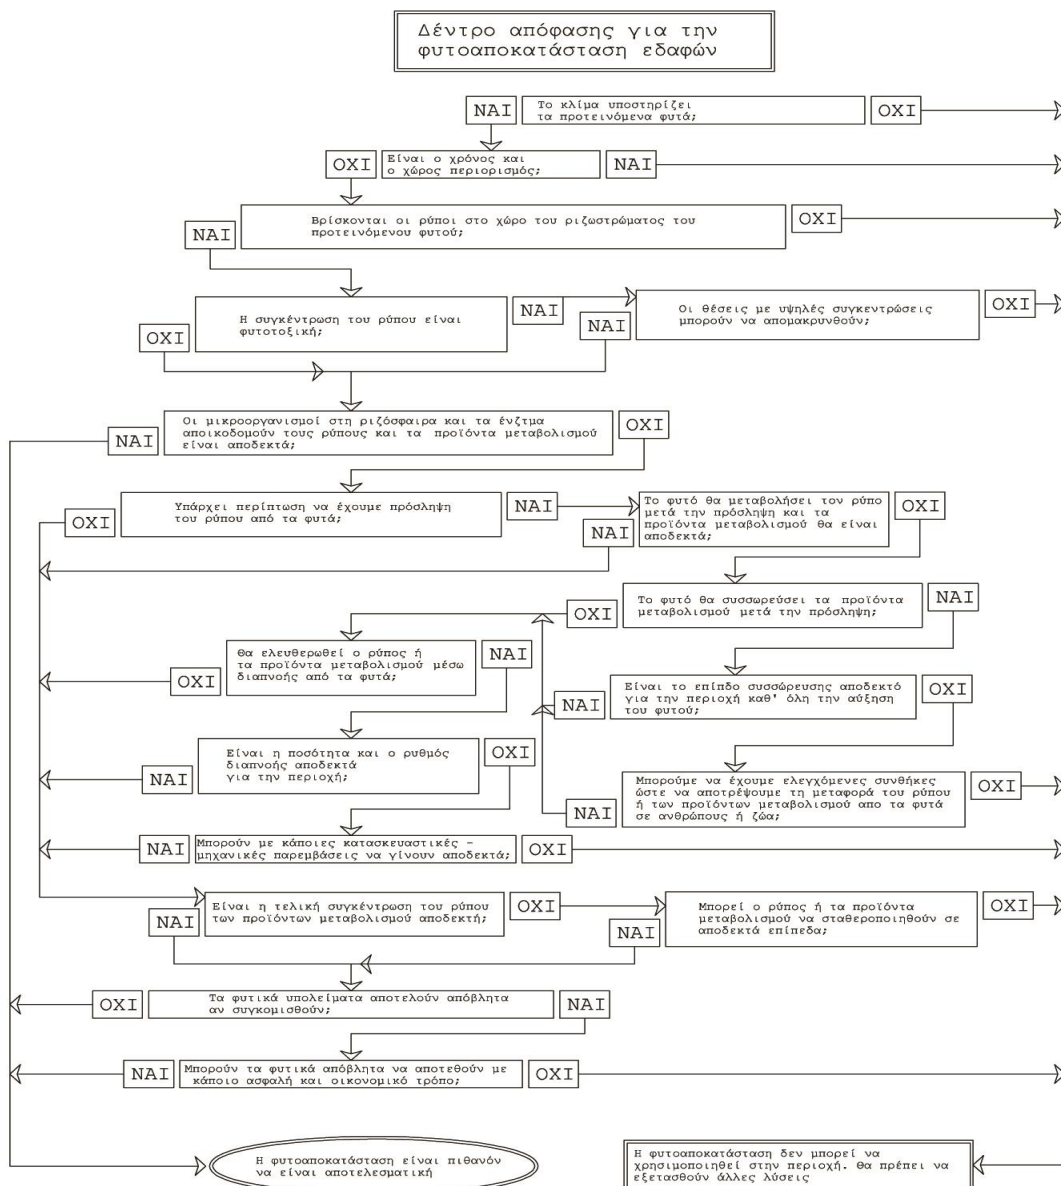 Δέντρο απόφασης για την
φυτοαποκατάσταση εδαφών
ΝΑΙ
Το κλίμα υποστηρίζει
τα προτεινόμενα φυτά;
ΟΧΙ
ΟΧΙ
Είναι ο χρόνος και
ο χώρος περιορισμός;
ΝΑΙ
ΝΑΙ
Βρίσκονται οι ρύποι στο χώρο του ριζωστρώματος του
προτεινόμενου φυτού;
ΟΧΙ
ΟΧΙ
Η συγκέντρωση του ρύπου είναι
φυτοτοξική;
ΝΑΙ
ΝΑΙ
Οι θέσεις με υψηλές συγκεντρώσεις
μπορούν να απομακρυνθούν;
ΟΧΙ
ΝΑΙ
Οι μικροοργανισμοί στη ριζόσφαιρα και τα ένζτμα
αποικοδομούν τους ρύπους και τα προϊόντα μεταβολισμού
είναι αποδεκτά;
ΟΧΙ
ΟΧΙ
Υπάρχει περίπτωση να έχουμε πρόσληψη
του ρύπου από τα φυτά;
ΝΑΙ
ΝΑΙ
Το φυτό θα μεταβολήσει τον ρύπο
μετά την πρόσληψη και τα
προϊόντα μεταβολισμού θα είναι
αποδεκτά;
ΟΧΙ
ΟΧΙ
Το φυτό θα συσσωρεύσει τα προϊόντα
μεταβολισμού μετά την πρόσληψη;
ΝΑΙ
ΟΧΙ
Θα ελευθερωθεί ο ρύπος ή
τα προϊόντα μεταβολισμού μέσω
διαπνοής από τα φυτά;
ΝΑΙ
ΝΑΙ
Είναι το επίπδο συσσώρευσης αποδεκτό
για την περιοχή καθ' όλη την αύξηση
του φυτού;
ΟΧΙ
ΝΑΙ
Είναι η ποσότητα και ο ρυθμός
διαπνοής αποδεκτά
για την περιοχή;
ΟΧΙ
ΝΑΙ
Μπορούμε να έχουμε ελεγχόμενες συνθήκες
ώστε να αποτρέψουμε τη μεταφορά του ρύπου
ή των προϊόντων μεταβολισμού απο τα φυτά
σε ανθρώπους ή ζώα;
ΟΧΙ
ΝΑΙ
Μπορούν με κάποιες κατασκευαστικές -
μηχανικές παρεμβάσεις να γίνουν αποδεκτά;
ΟΧΙ
ΝΑΙ
Είναι η τελική συγκέντρωση του ρύπου
των προϊόντων μεταβολισμού αποδεκτή;
ΟΧΙ
ΝΑΙ
Μπορεί ο ρύπος ή τα προϊόντα
μεταβολισμού να σταθεροποιηθούν σε
αποδεκτά επίπεδα;
ΟΧΙ
ΟΧΙ
Τα φυτικά υπολείματα αποτελούν απόβλητα
αν συγκομισθούν;
ΝΑΙ
ΝΑΙ
Μπορούν τα φυτικά απόβλητα να αποτεθούν με
κάποιο ασφαλή και οικονομικό τρόπο;
ΟΧΙ
Η φυτοαποκατάσταση είναι πιθανόν
να είναι αποτελεσματική
Η φυτοαποκατάσταση δεν μπορεί να
χρησιμοποιηθεί στην περιοχή. Θα πρέπει να
εξετασθούν άλλες λύσεις